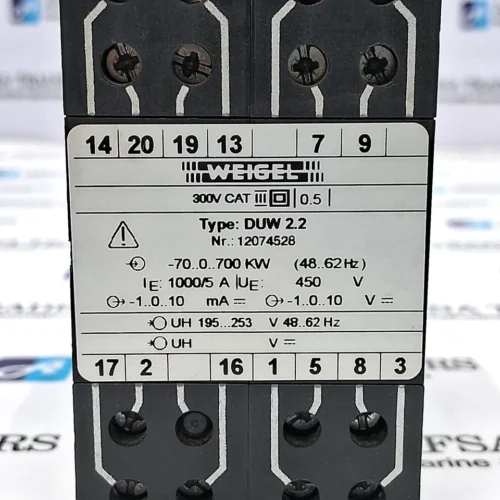 14 20 19 13 7 9
WEIGEL
300V CAT III 0.5
Type: DUW 2.2
Nr.: 12074528
-70..0..700 KW (48..62Hz)
IE: 1000/5 A UE: 450 V
-1..0..10 mA -1..0..10 V
UH 195...253 V 48..62 Hz
UH V
17 2 16 1 5 8 3